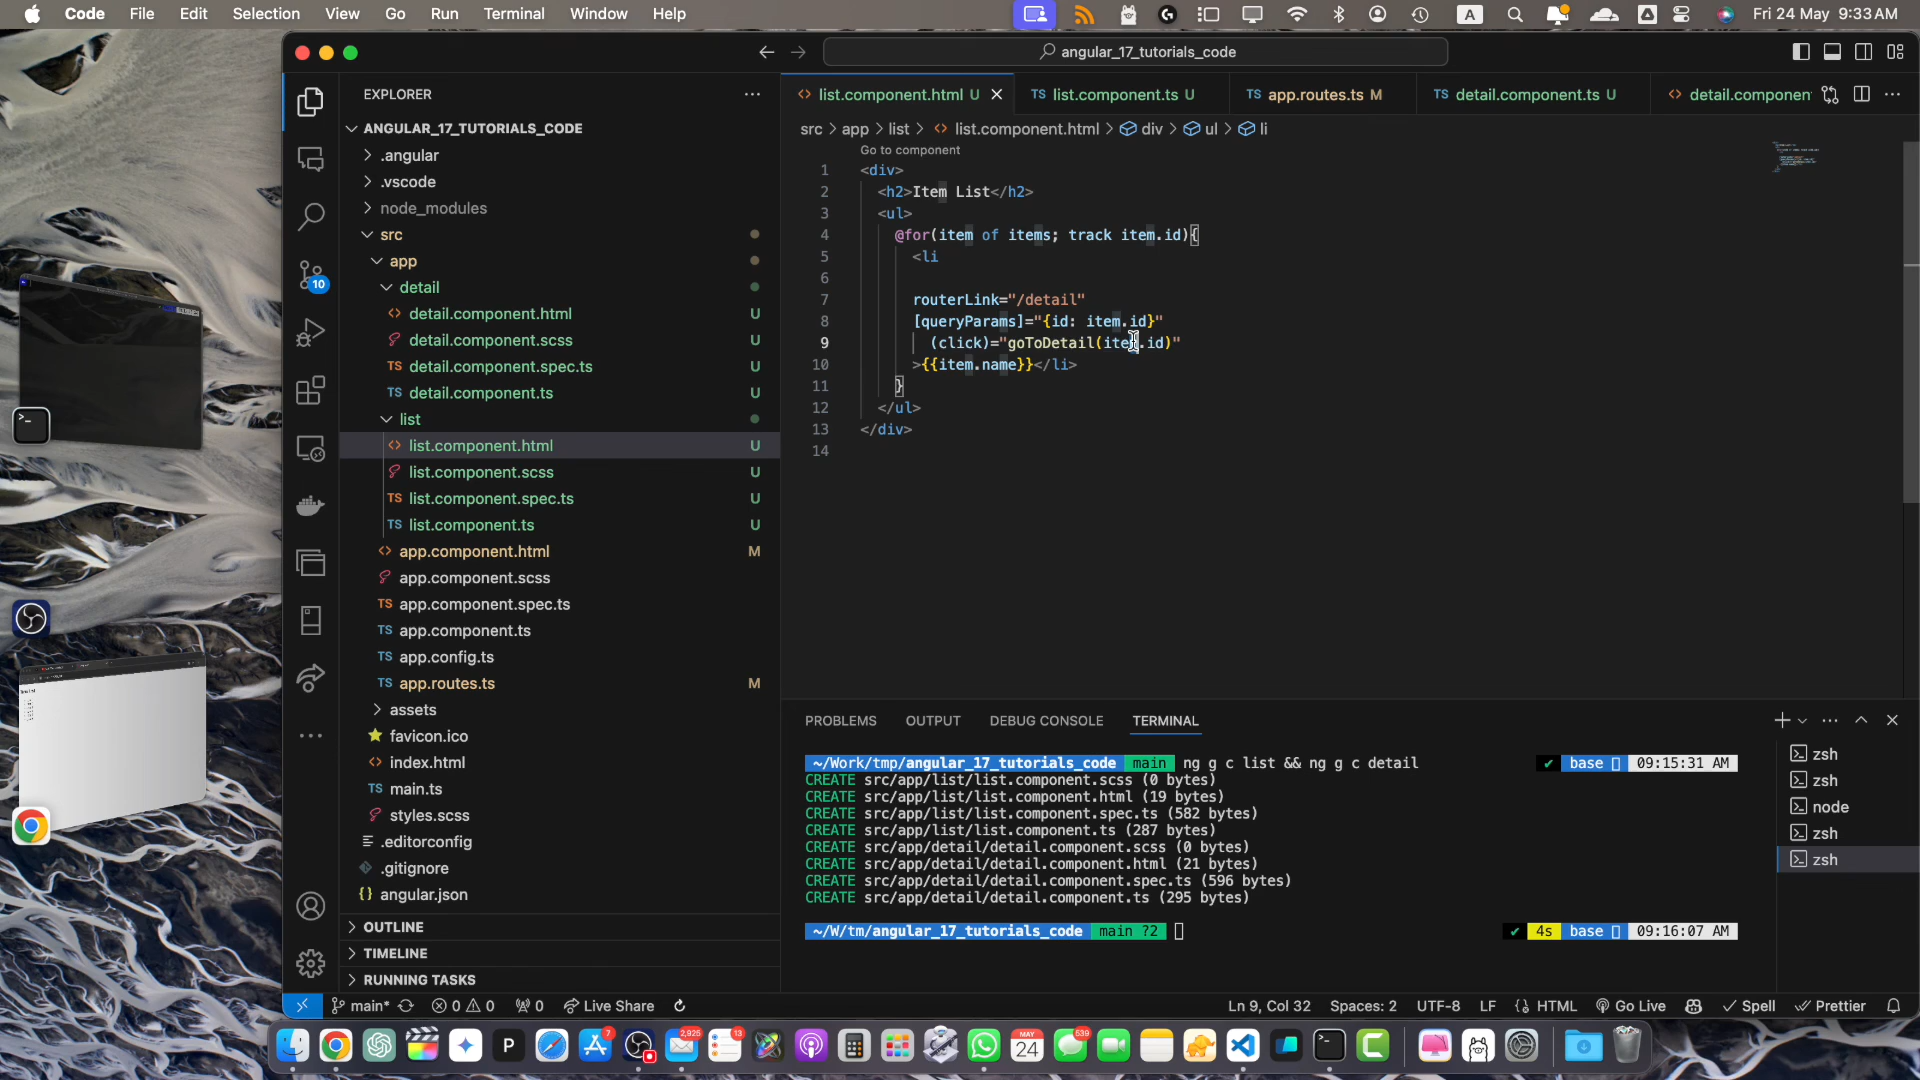 Code File Edit Selection View Go Run Terminal Window Help
A Fri 24 May 9:33 AM
angular_17_tutorials_code
EXPLORER
ANGULAR_17_TUTORIALS_CODE
.angular
.vscode
node_modules
src
app
detail
detail.component.html U
detail.component.scss U
detail.component.spec.ts U
detail.component.ts U
list
list.component.html U
list.component.scss U
list.component.spec.ts U
list.component.ts U
app.component.html M
app.component.scss
app.component.spec.ts
app.component.ts
app.config.ts
app.routes.ts M
assets
favicon.ico
index.html
main.ts
styles.scss
.editorconfig
.gitignore
angular.json
OUTLINE
TIMELINE
RUNNING TASKS
10
list.component.html U
TS list.component.ts U
TS app.routes.ts M
TS detail.component.ts U
detail.componen
src > app > list > list.component.html > div > ul > li
Go to component
1 <div>
2 <h2>Item List</h2>
3 <ul>
4 @for(item of items; track item.id){
5 <li
6
7 routerLink="/detail"
8 [queryParams]="{id: item.id}"
9 (click)="goToDetail(item.id)"
10 >{{item.name}}</li>
11 }
12 </ul>
13 </div>
14
PROBLEMS OUTPUT DEBUG CONSOLE TERMINAL
~/Work/tmp/angular_17_tutorials_code main ng g c list && ng g c detail ✔ base 09:15:31 AM
CREATE src/app/list/list.component.scss (0 bytes)
CREATE src/app/list/list.component.html (19 bytes)
CREATE src/app/list/list.component.spec.ts (582 bytes)
CREATE src/app/list/list.component.ts (287 bytes)
CREATE src/app/detail/detail.component.scss (0 bytes)
CREATE src/app/detail/detail.component.html (21 bytes)
CREATE src/app/detail/detail.component.spec.ts (596 bytes)
CREATE src/app/detail/detail.component.ts (295 bytes)
~/W/tm/angular_17_tutorials_code main ?2 ✔ 4s base 09:16:07 AM
zsh
zsh
node
zsh
zsh
main* 0 0 0 Live Share Ln 9, Col 32 Spaces: 2 UTF-8 LF HTML Go Live Spell Prettier
7 2,925 13 MAY 24 539